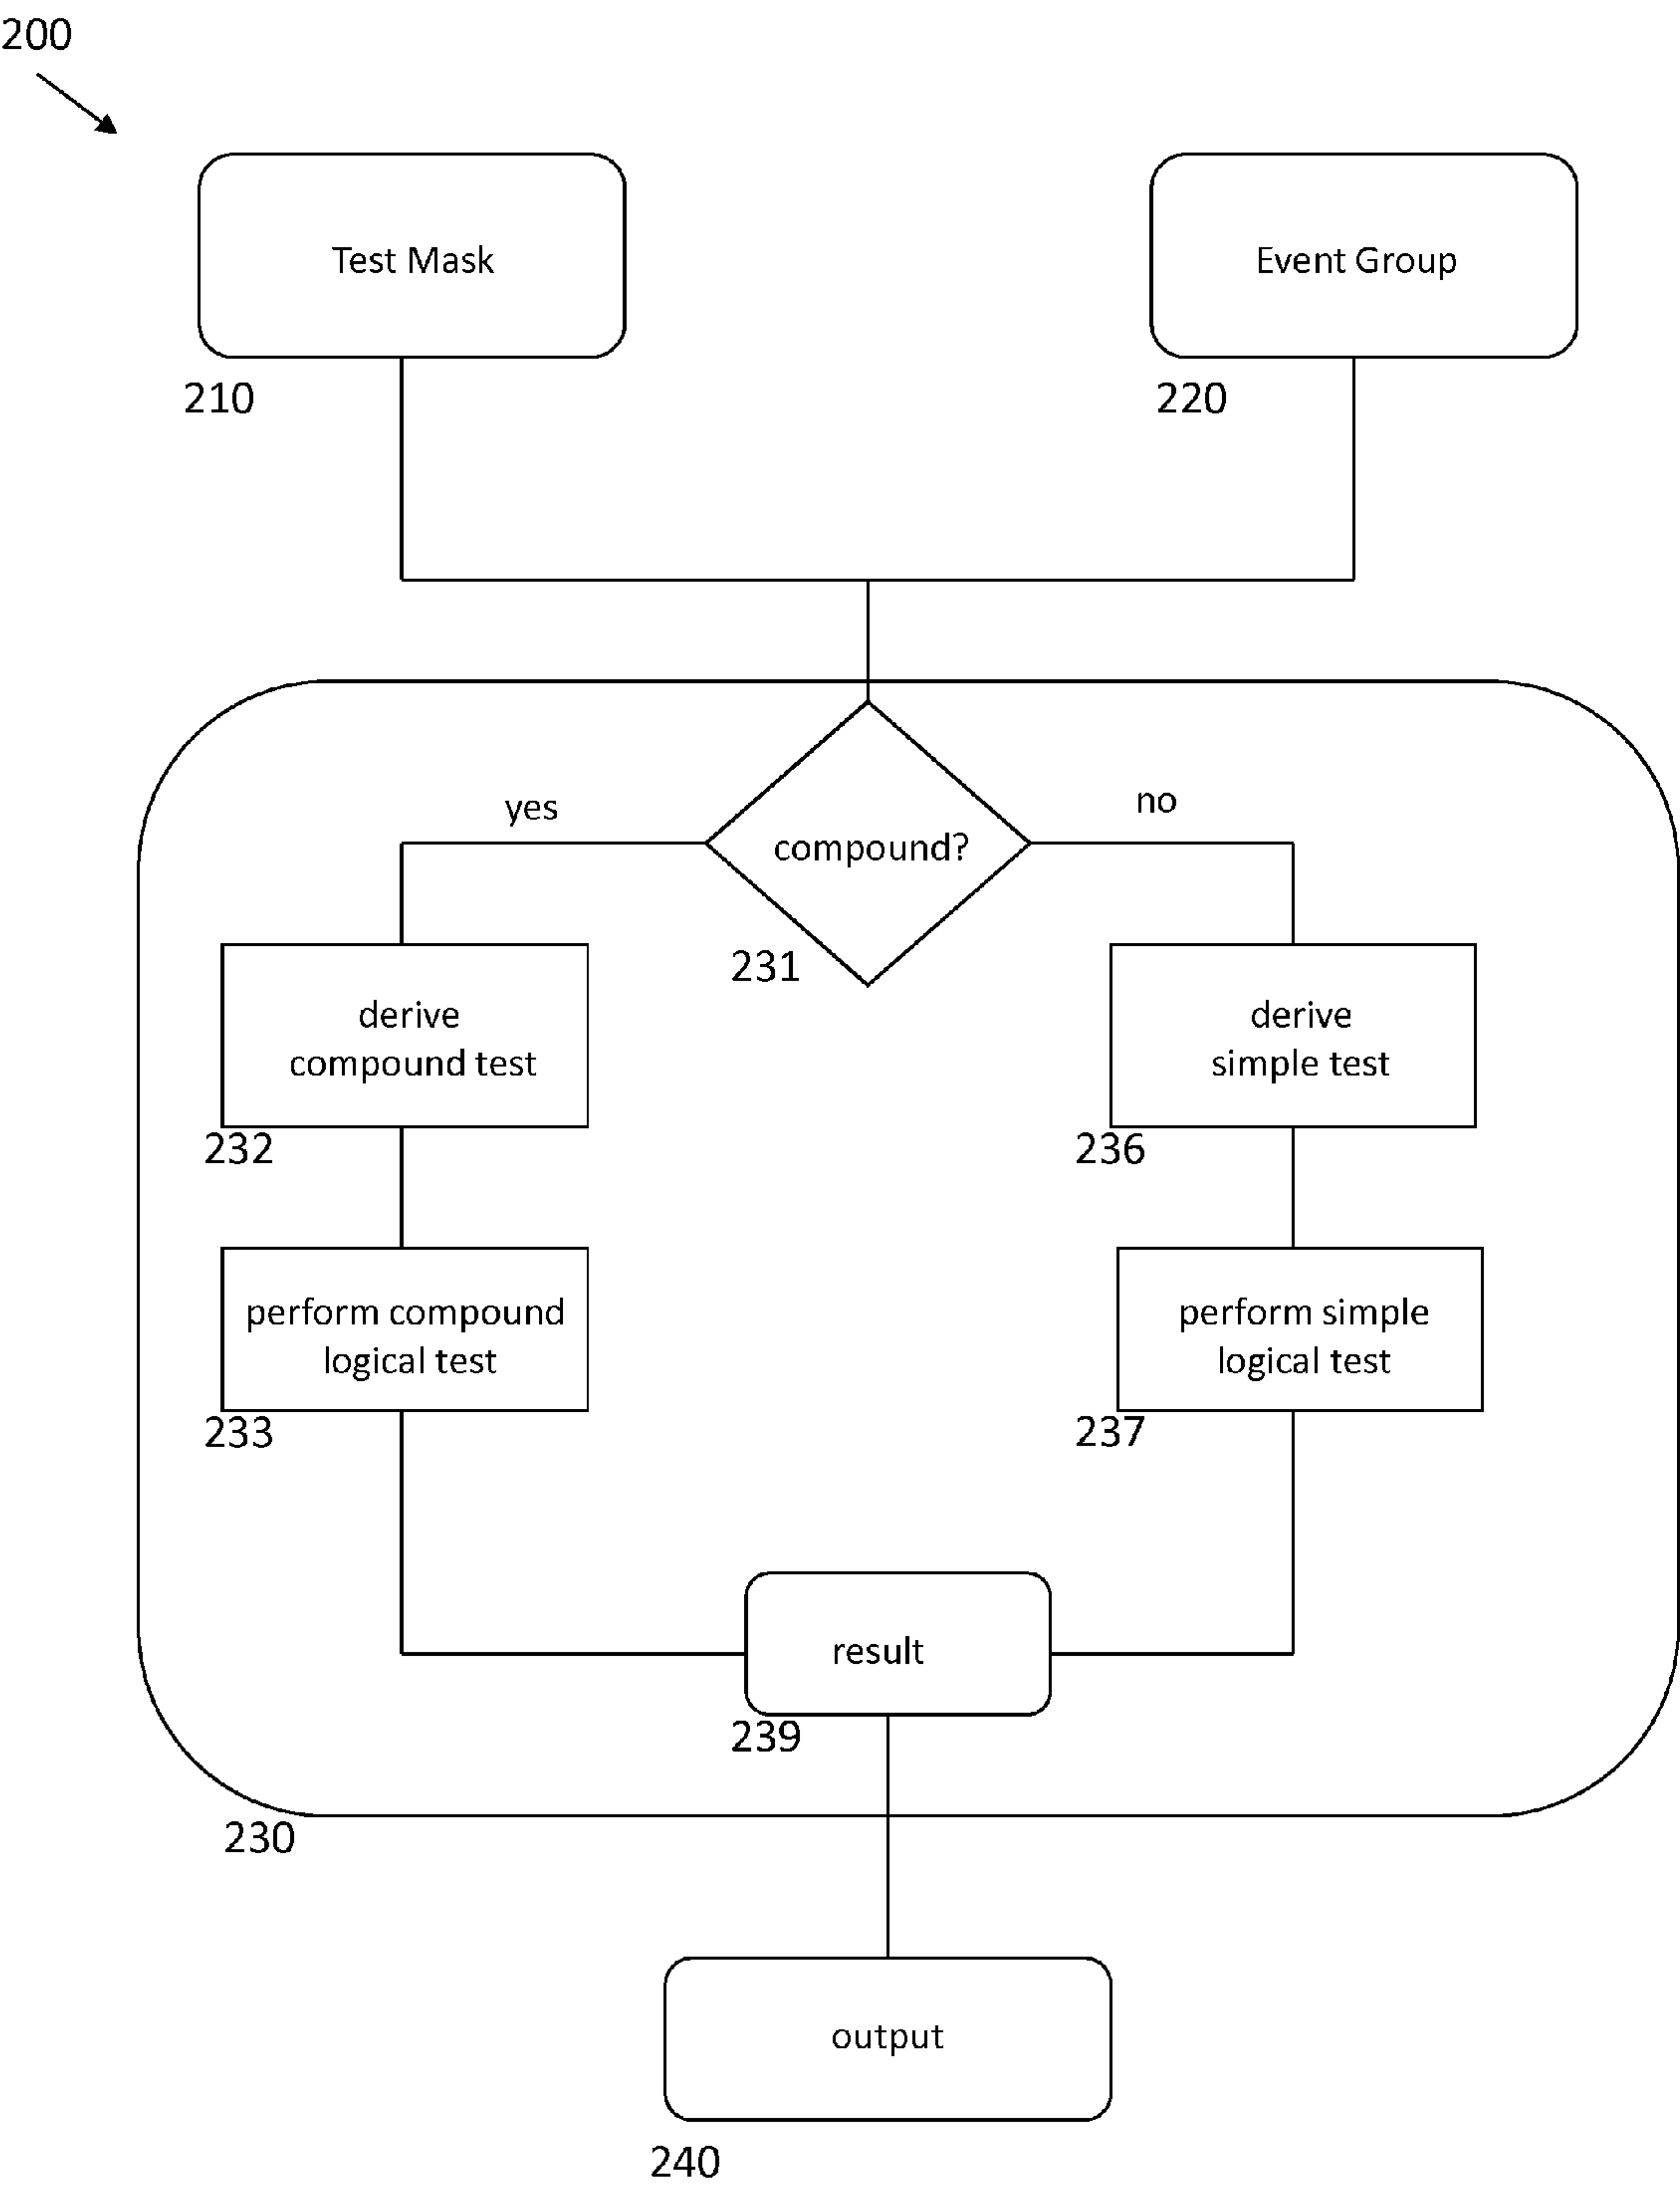 200
Test Mask
Event Group
210
220
yes
no
compound?
231
derive
compound test
derive
simple test
232
236
perform compound
logical test
perform simple
logical test
233
237
result
239
230
output
240